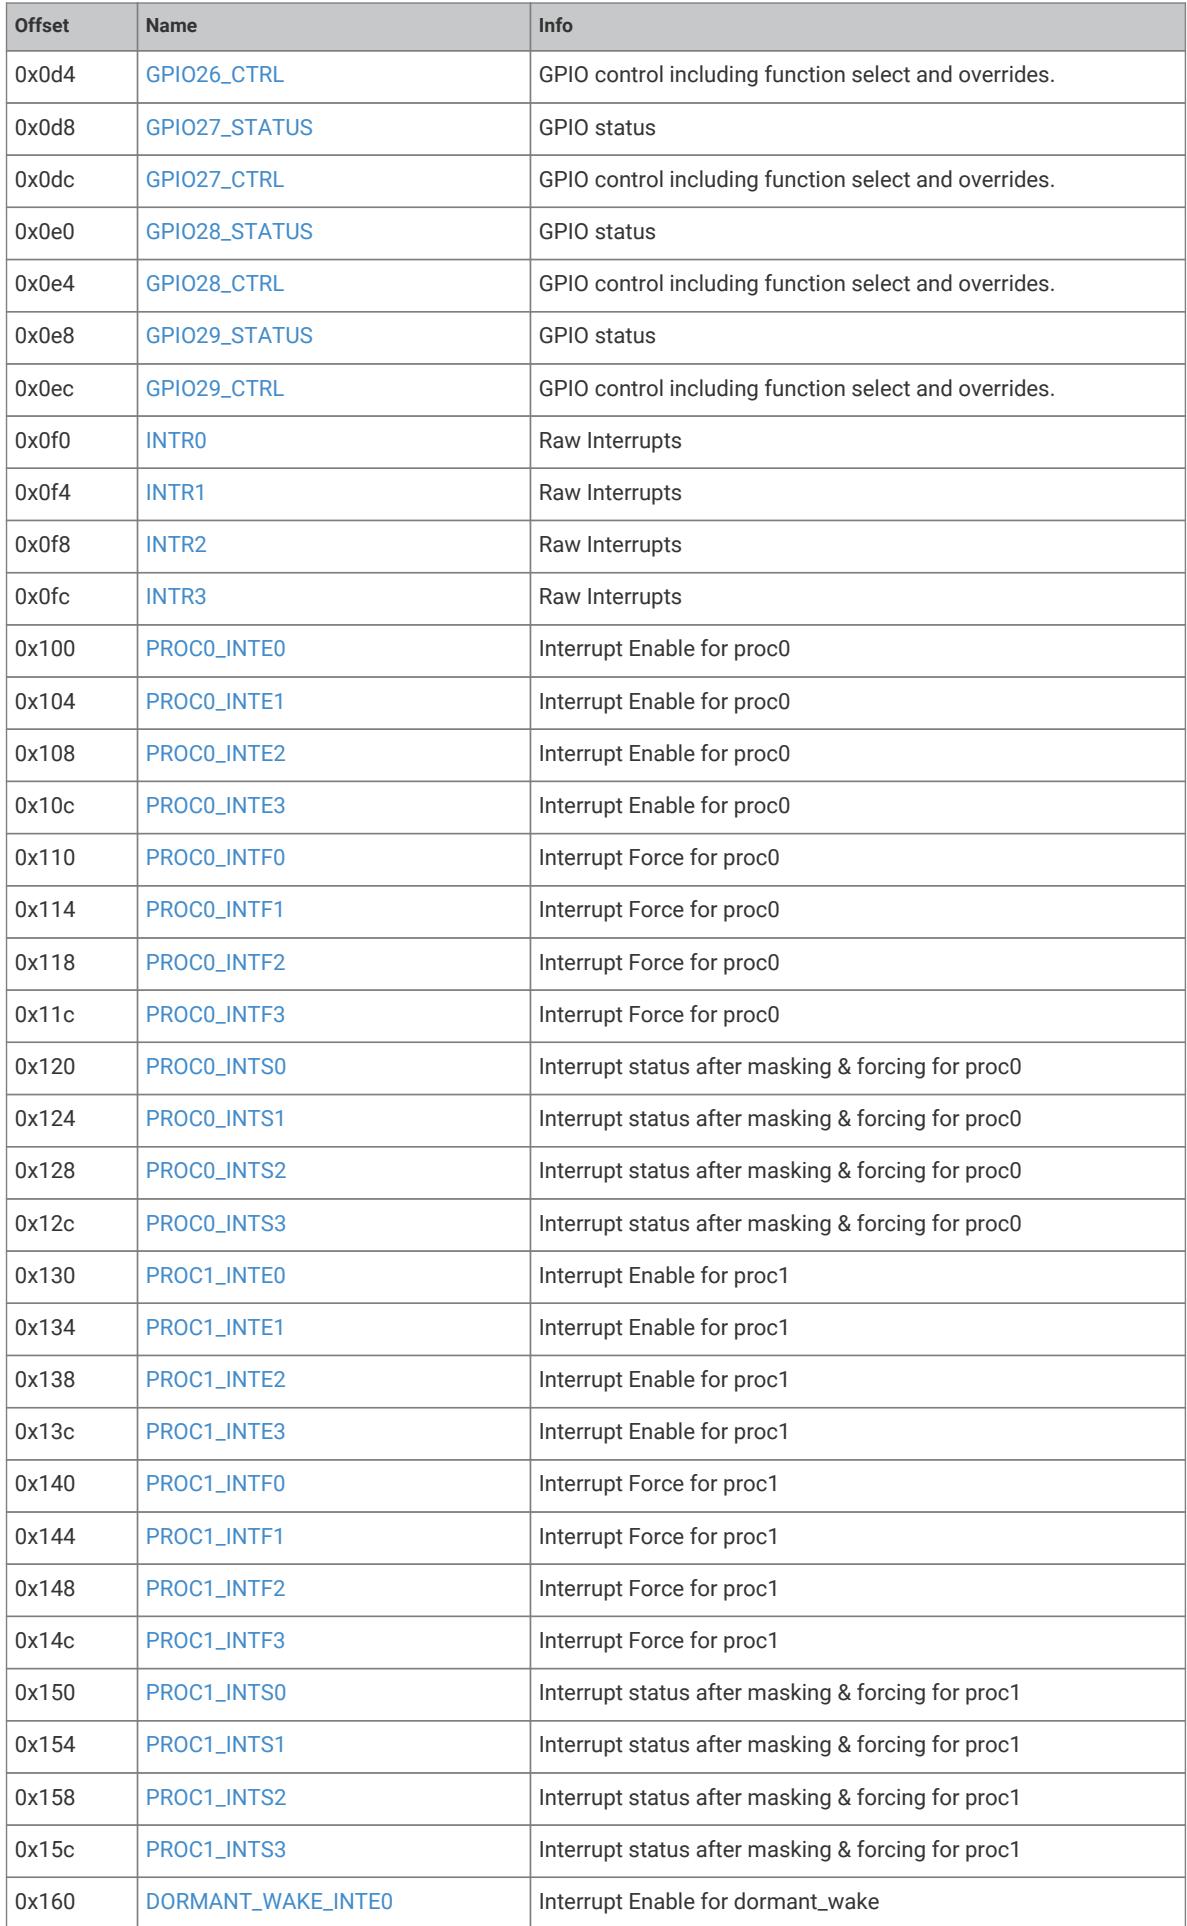 Offset Name Info
0x0d4 GPIO26_CTRL GPIO control including function select and overrides.
0x0d8 GPIO27_STATUS GPIO status
0x0dc GPIO27_CTRL GPIO control including function select and overrides.
0x0e0 GPIO28_STATUS GPIO status
0x0e4 GPIO28_CTRL GPIO control including function select and overrides.
0x0e8 GPIO29_STATUS GPIO status
0x0ec GPIO29_CTRL GPIO control including function select and overrides.
0x0f0 INTR0 Raw Interrupts
0x0f4 INTR1 Raw Interrupts
0x0f8 INTR2 Raw Interrupts
0x0fc INTR3 Raw Interrupts
0x100 PROC0_INTE0 Interrupt Enable for proc0
0x104 PROC0_INTE1 Interrupt Enable for proc0
0x108 PROC0_INTE2 Interrupt Enable for proc0
0x10c PROC0_INTE3 Interrupt Enable for proc0
0x110 PROC0_INTF0 Interrupt Force for proc0
0x114 PROC0_INTF1 Interrupt Force for proc0
0x118 PROC0_INTF2 Interrupt Force for proc0
0x11c PROC0_INTF3 Interrupt Force for proc0
0x120 PROC0_INTS0 Interrupt status after masking & forcing for proc0
0x124 PROC0_INTS1 Interrupt status after masking & forcing for proc0
0x128 PROC0_INTS2 Interrupt status after masking & forcing for proc0
0x12c PROC0_INTS3 Interrupt status after masking & forcing for proc0
0x130 PROC1_INTE0 Interrupt Enable for proc1
0x134 PROC1_INTE1 Interrupt Enable for proc1
0x138 PROC1_INTE2 Interrupt Enable for proc1
0x13c PROC1_INTE3 Interrupt Enable for proc1
0x140 PROC1_INTF0 Interrupt Force for proc1
0x144 PROC1_INTF1 Interrupt Force for proc1
0x148 PROC1_INTF2 Interrupt Force for proc1
0x14c PROC1_INTF3 Interrupt Force for proc1
0x150 PROC1_INTS0 Interrupt status after masking & forcing for proc1
0x154 PROC1_INTS1 Interrupt status after masking & forcing for proc1
0x158 PROC1_INTS2 Interrupt status after masking & forcing for proc1
0x15c PROC1_INTS3 Interrupt status after masking & forcing for proc1
0x160 DORMANT_WAKE_INTE0 Interrupt Enable for dormant_wake